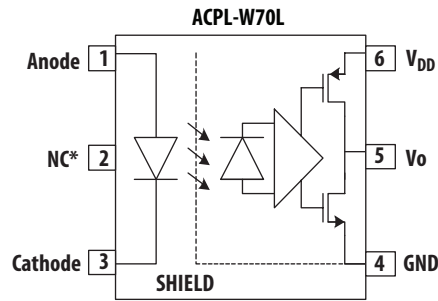 ACPL-W70L
Anode 1
6 VDD
NC* 2
5 Vo
Cathode 3
4 GND
SHIELD